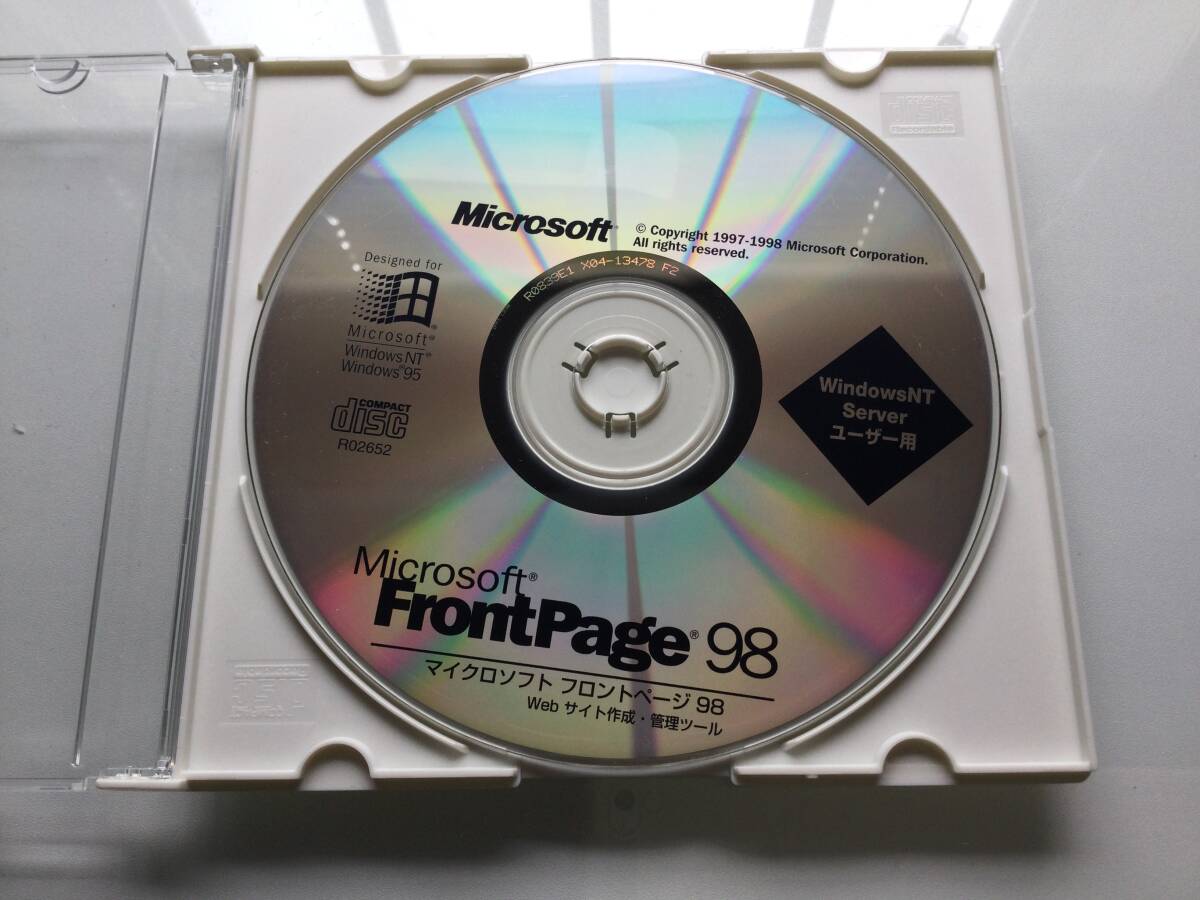 Microsoft
© Copyright 1997-1998 Microsoft Corporation.
All rights reserved.
R0839E1 X04-13478 F2
Designed for
Microsoft®
Windows NT®
Windows®95
COMPACT
disc
R02652
WindowsNT
Server
ユーザー用
Microsoft®
FrontPage® 98
マイクロソフト フロントページ 98
Web サイト作成・管理ツール
COMPACT
disc
Recordable